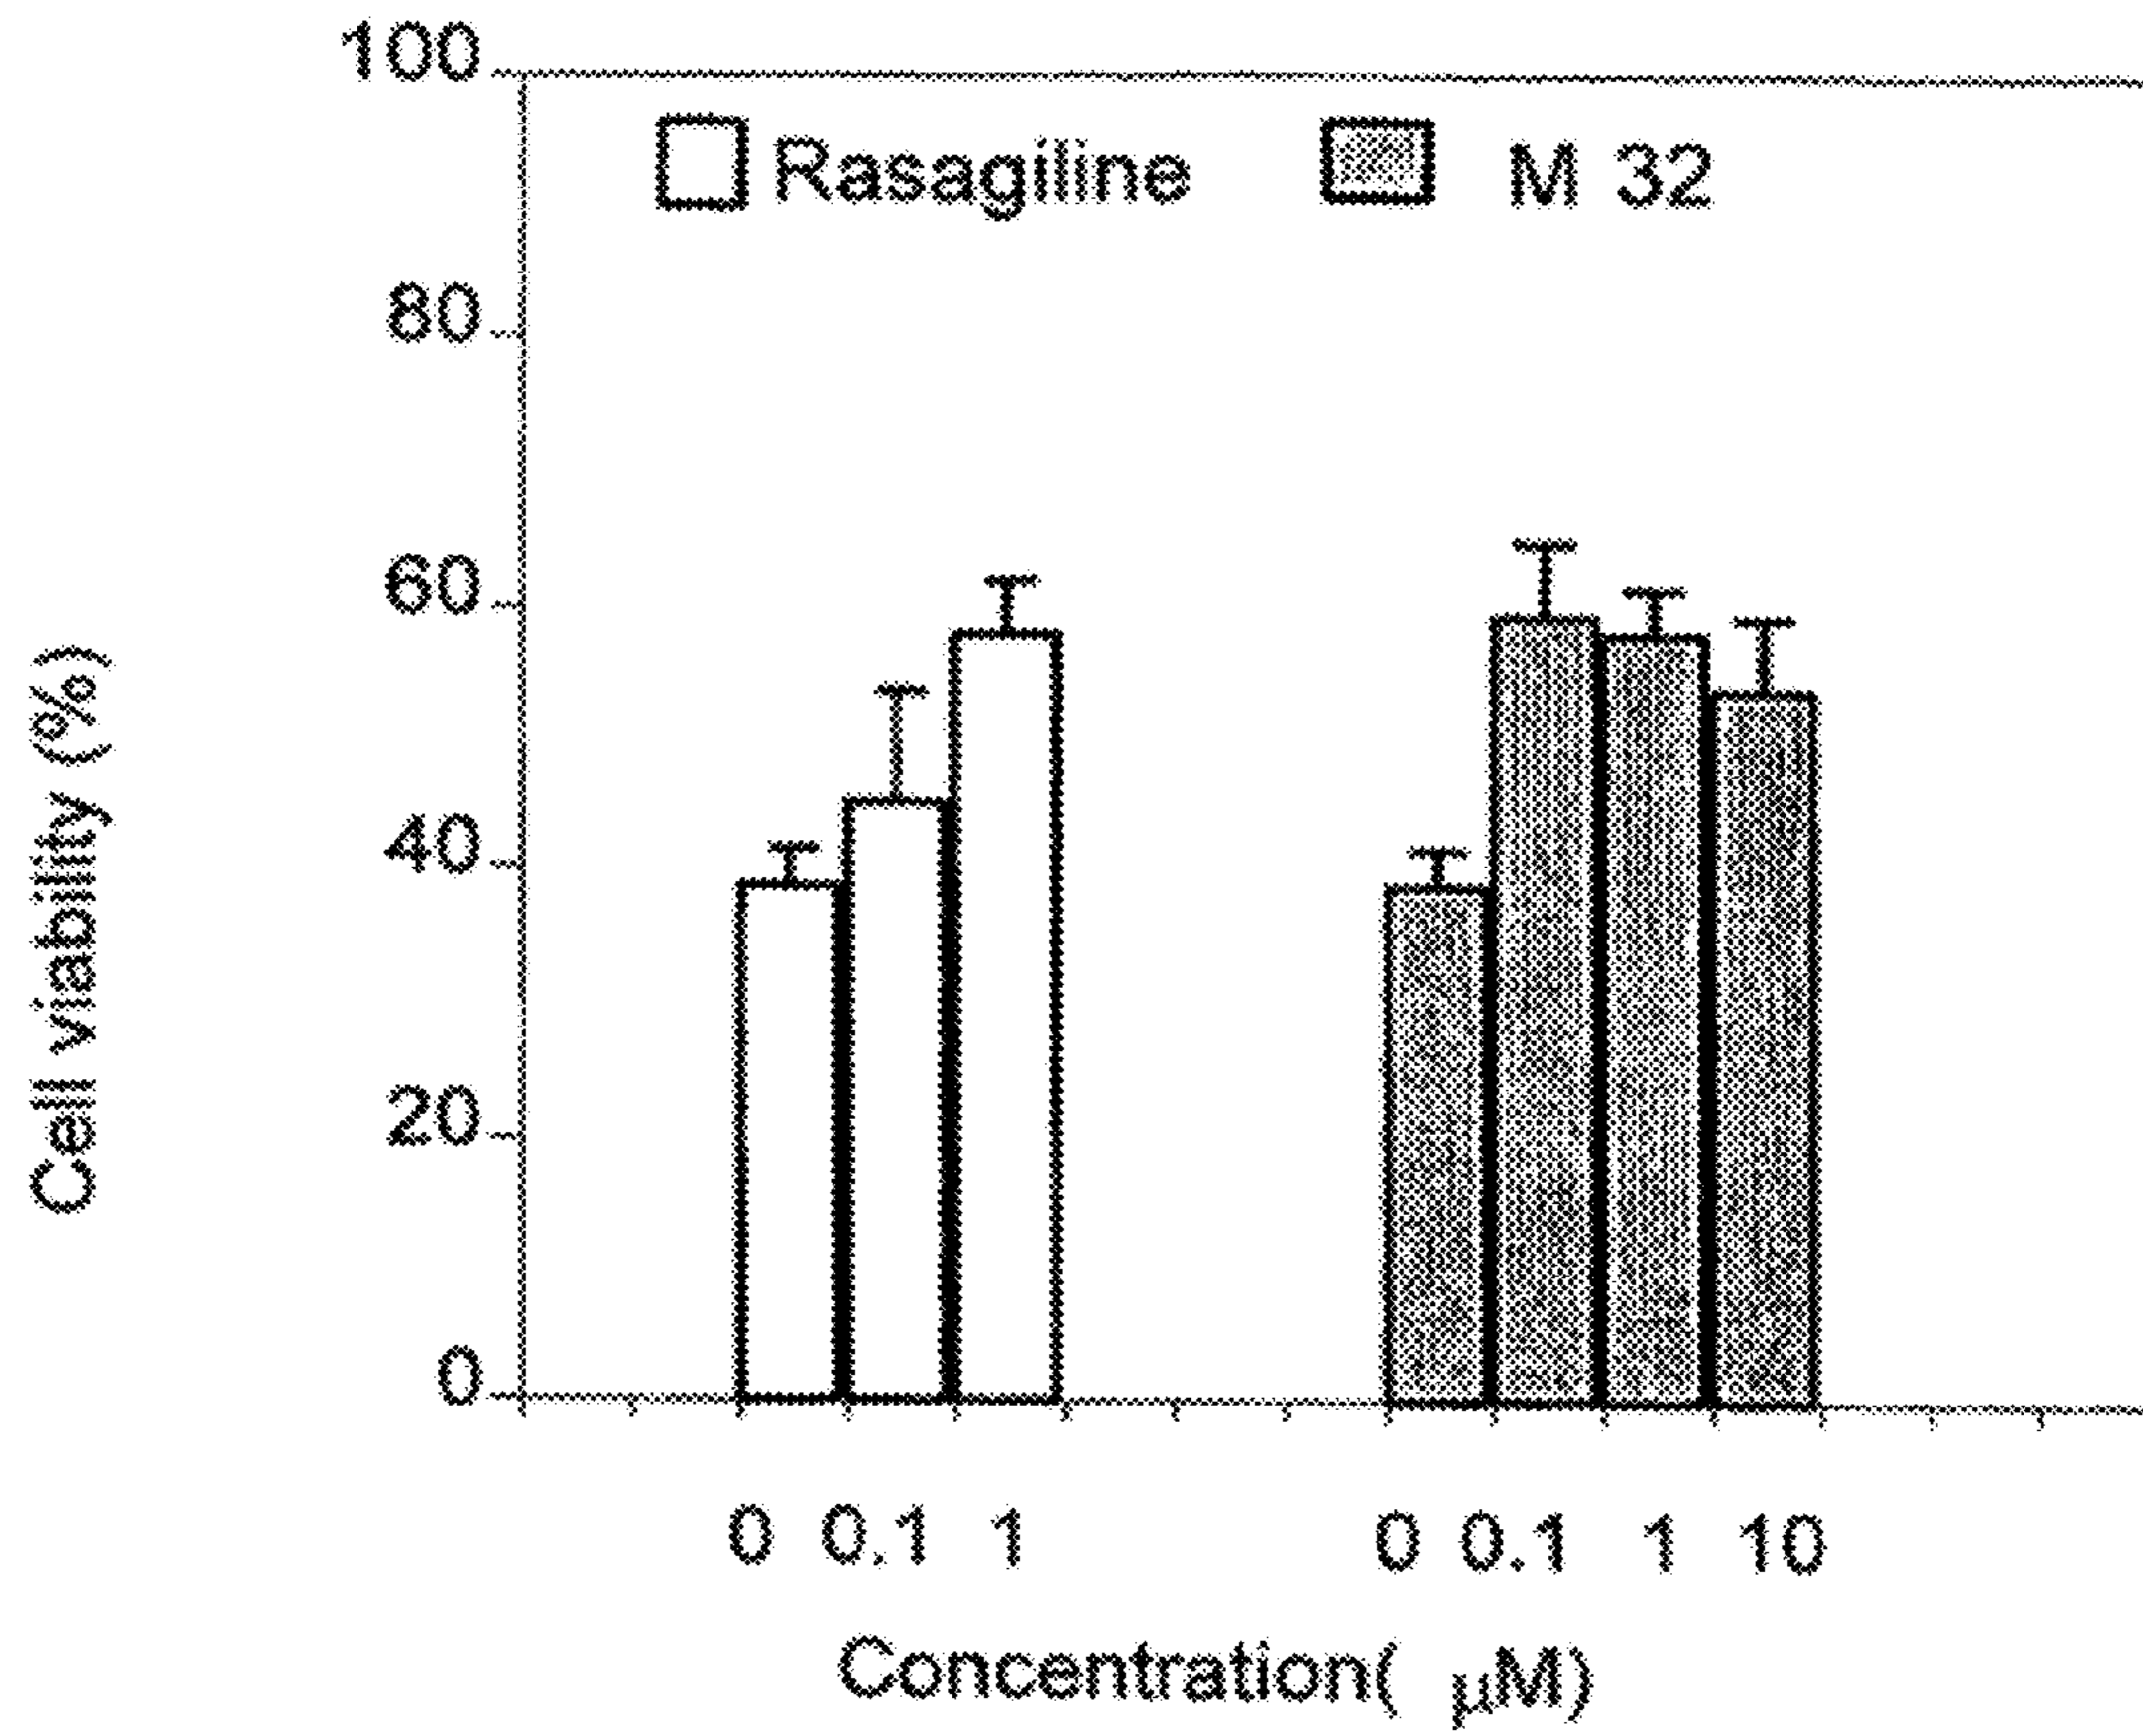 100
Rasagiline M 32
80
60
40
20
0
Cell viability (%)
0 0.1 1 0 0.1 1 10
Concentration( μM)